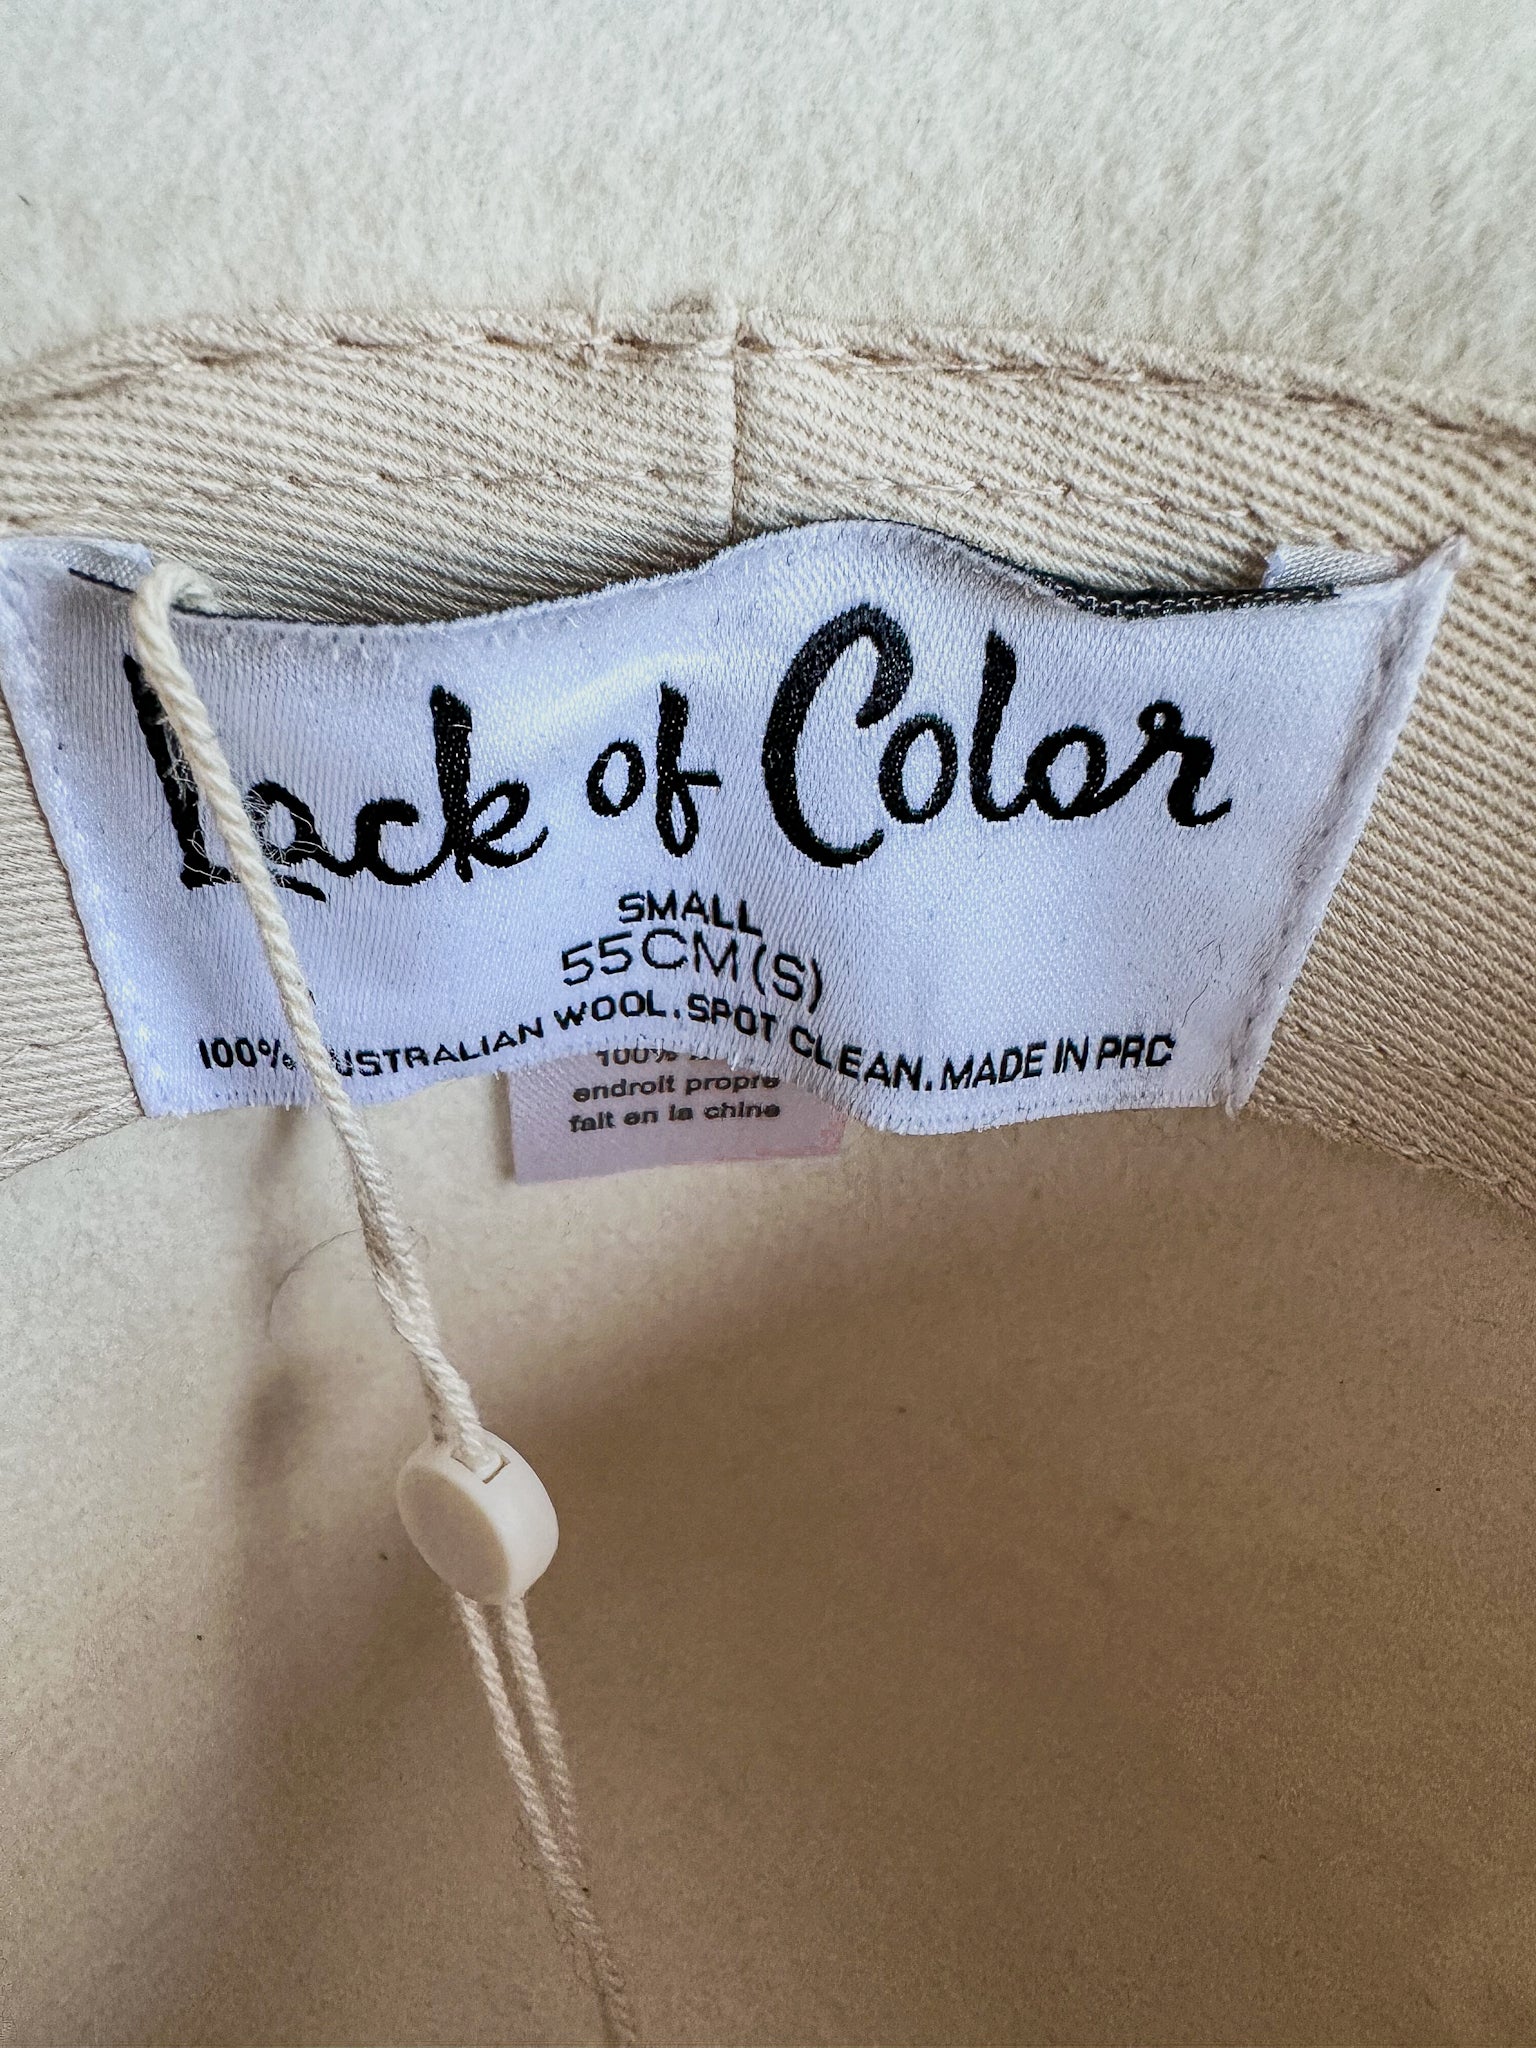 Lack of Color
SMALL
55CM(S)
100% AUSTRALIAN WOOL.SPOT CLEAN.MADE IN PRC
100%
endroit propre
fait en la chine